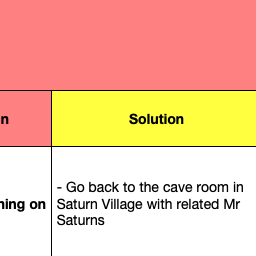 n
Solution
ning on
- Go back to the cave room in
Saturn Village with related Mr
Saturns